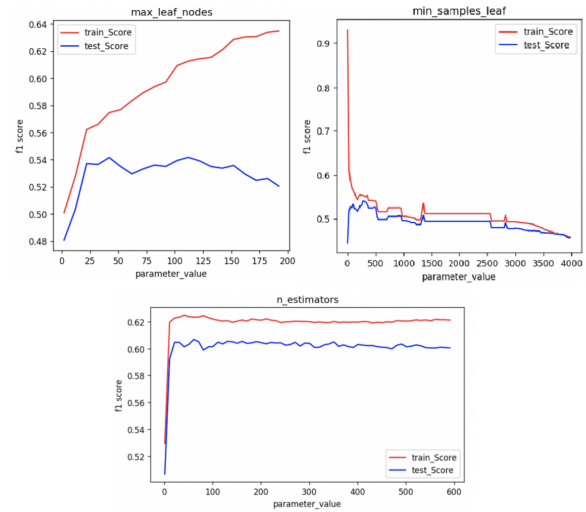 max_leaf_nodes
train_Score
test_Score
f1 score
0.64
0.62
0.60
0.58
0.56
0.54
0.52
0.50
0.48
0 25 50 75 100 125 150 175 200
parameter_value
min_samples_leaf
train_Score
test_Score
f1 score
0.9
0.8
0.7
0.6
0.5
0 500 1000 1500 2000 2500 3000 3500 4000
parameter_value
n_estimators
f1 score
0.62
0.60
0.58
0.56
0.54
0.52
train_Score
test_Score
0 100 200 300 400 500 600
parameter_value